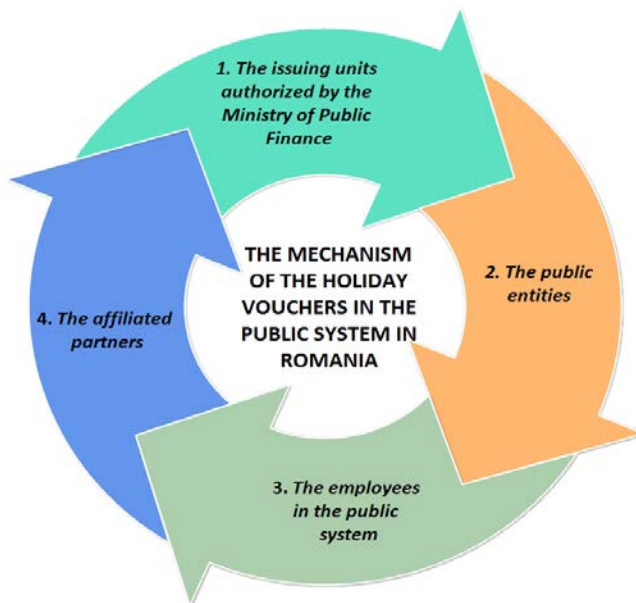 1. The issuing units
authorized by the
Ministry of Public
Finance
THE MECHANISM
OF THE HOLIDAY
VOUCHERS IN THE
PUBLIC SYSTEM IN
ROMANIA
2. The public
entities
3. The employees
in the public
system
4. The affiliated
partners